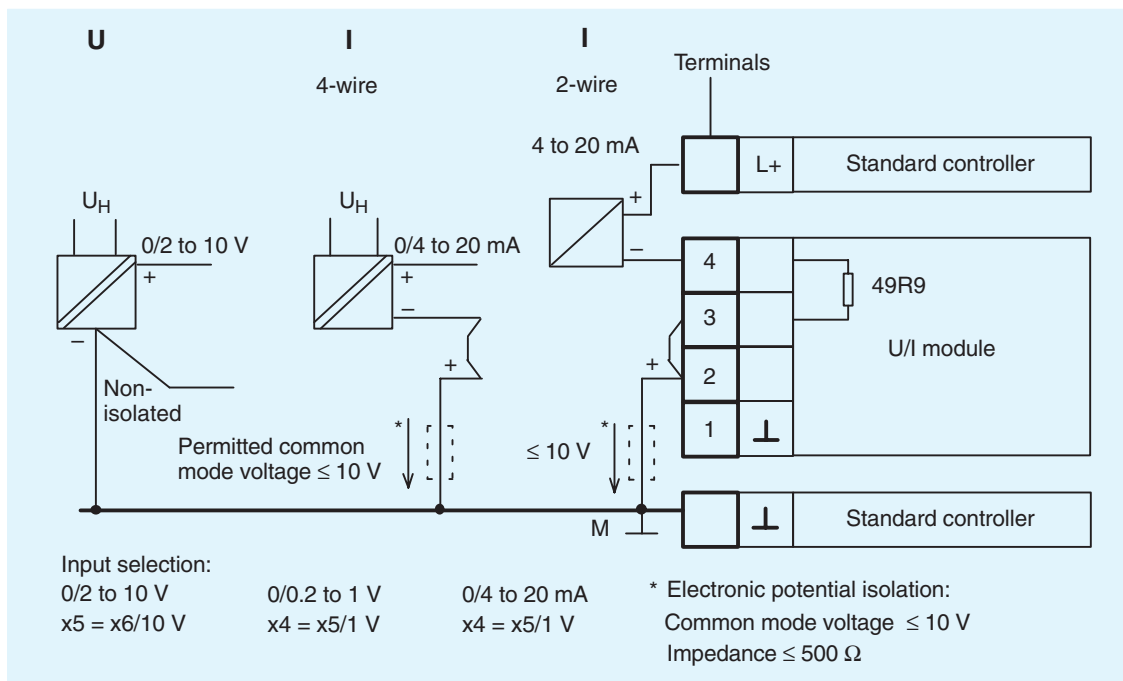 U
I
I
4-wire
2-wire
Terminals
4 to 20 mA
L+
Standard controller
+
UH
UH
0/2 to 10 V
0/4 to 20 mA
–
4
+
+
49R9
–
3
U/I module
–
+
+
2
Non-
isolated
1
⊥
*
*
Permitted common
mode voltage ≤ 10 V
≤ 10 V
M
⊥
Standard controller
Input selection:
0/2 to 10 V
x5 = x6/10 V
0/0.2 to 1 V
x4 = x5/1 V
0/4 to 20 mA
x4 = x5/1 V
* Electronic potential isolation:
Common mode voltage ≤ 10 V
Impedance ≤ 500 Ω